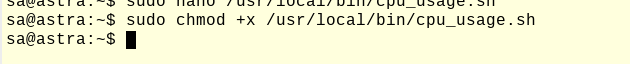 sa@astra:~$ sudo nano /usr/local/bin/cpu_usage.sh
sa@astra:~$ sudo chmod +x /usr/local/bin/cpu_usage.sh
sa@astra:~$